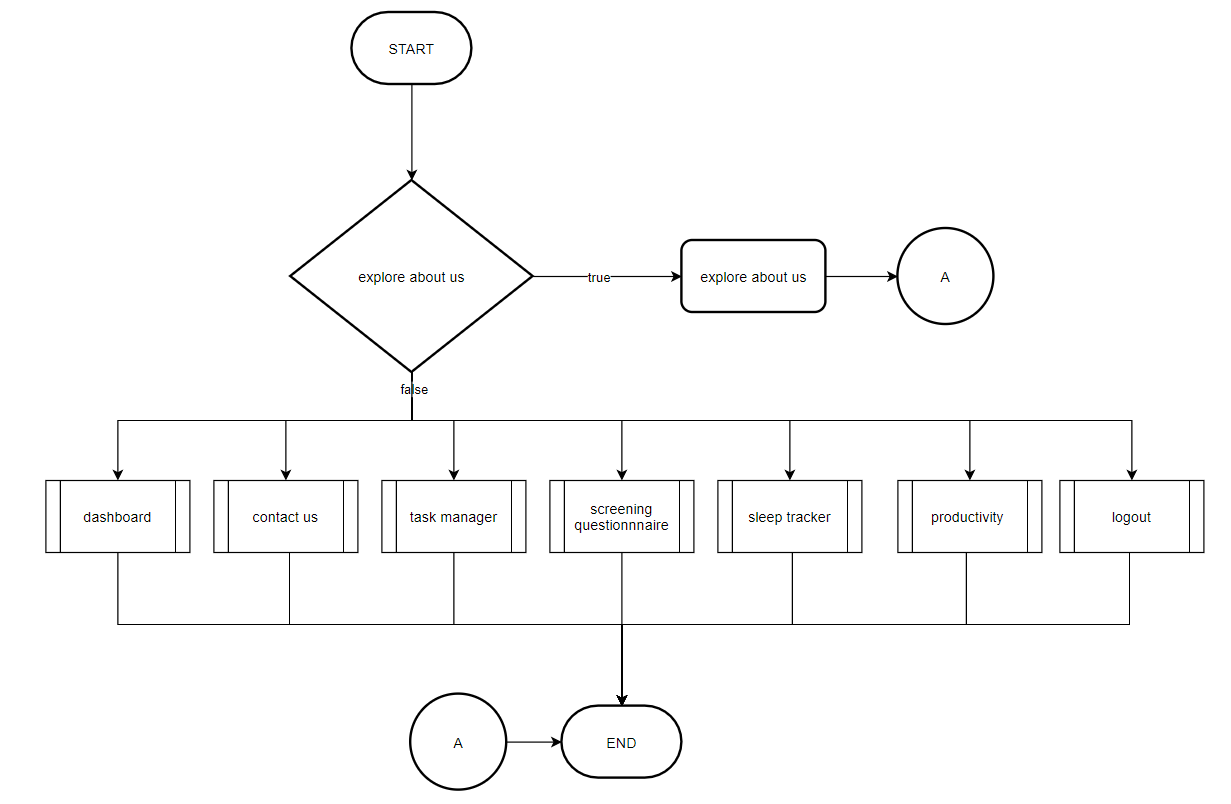 START
explore about us
true
explore about us
A
false
dashboard
contact us
task manager
screening
questionnnaire
sleep tracker
productivity
logout
A
END